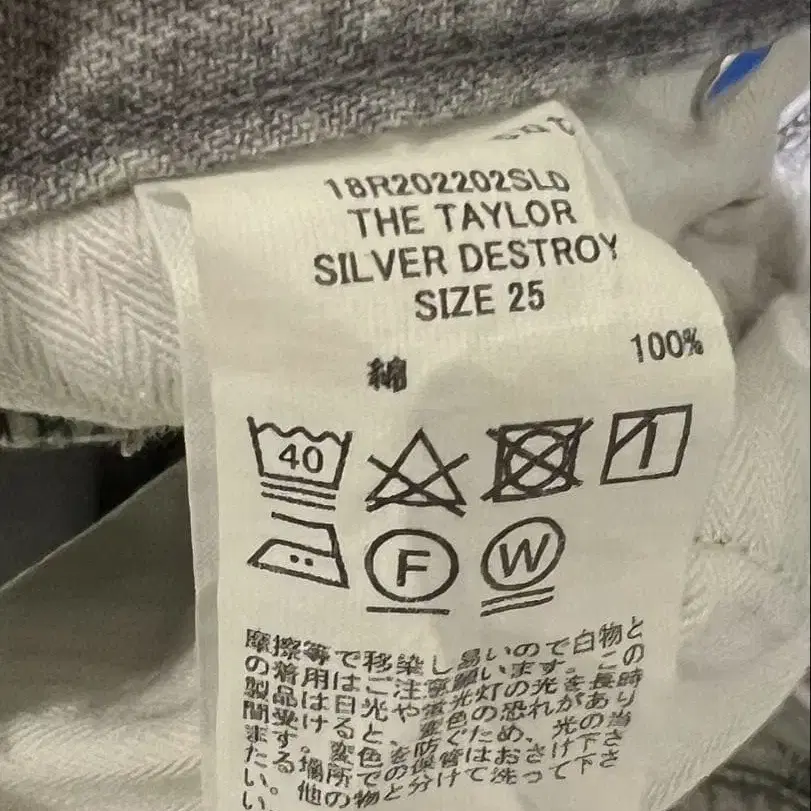 18R202202SLD
THE TAYLOR
SILVER DESTROY
SIZE 25
綿 100%
40
F W
摩擦等で移染し易いので白物と
の着用はご注意願います。この
製品は日光や蛍光灯の光を長時
間受けると、変色の恐れがあり
ます。変色を防ぐため、光の当
たる場所での保管はおさけ下さ
い。他の物と分けて洗って下さ
い